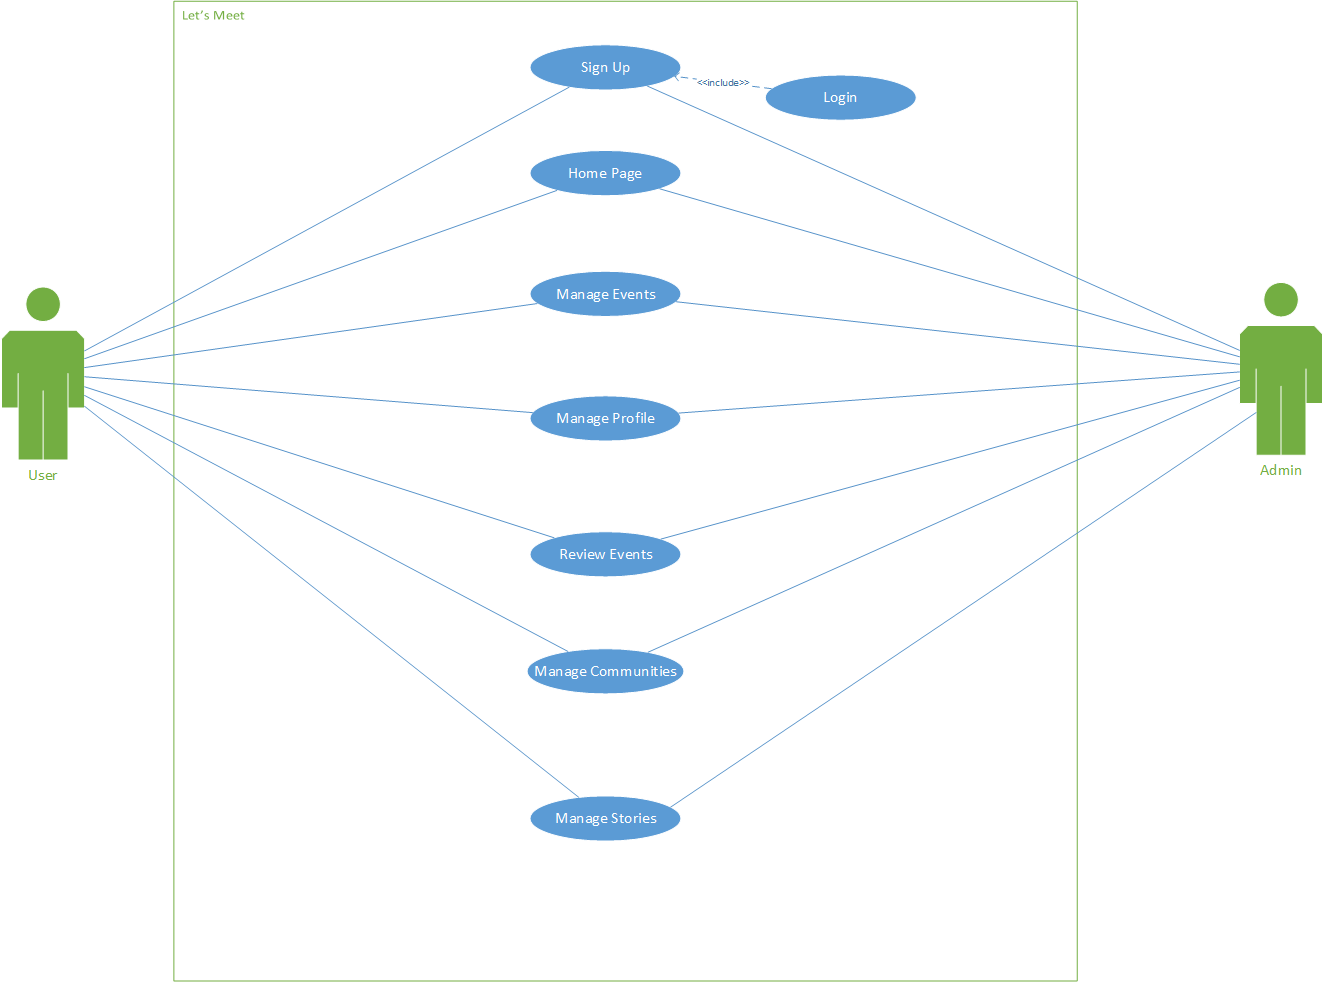 Let's Meet
Sign Up
<<include>>
Login
Home Page
Manage Events
Manage Profile
User
Admin
Review Events
Manage Communities
Manage Stories